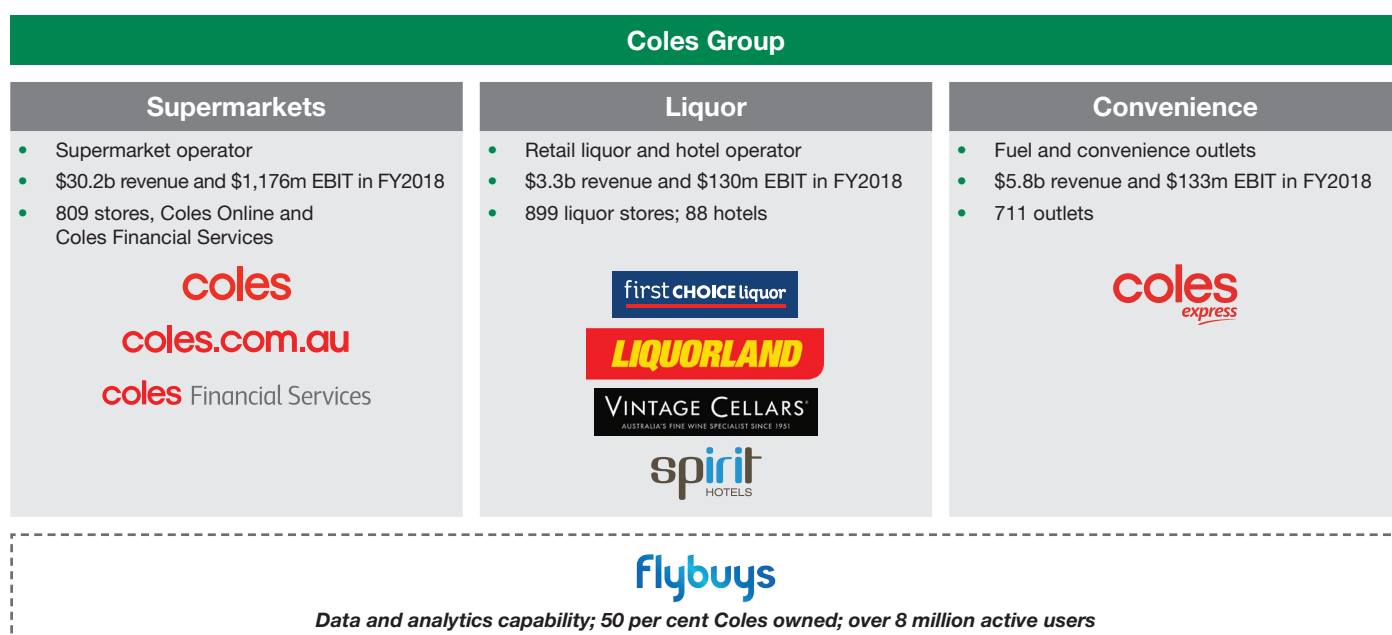 Coles Group
Supermarkets
• Supermarket operator
• $30.2b revenue and $1,176m EBIT in FY2018
• 809 stores, Coles Online and
Coles Financial Services
coles
coles.com.au
coles Financial Services
Liquor
• Retail liquor and hotel operator
• $3.3b revenue and $130m EBIT in FY2018
• 899 liquor stores; 88 hotels
first CHOICE liquor
LIQUORLAND
VINTAGE CELLARS
AUSTRALIA'S FINE WINE SPECIALIST SINCE 1951
spirit
HOTELS
Convenience
• Fuel and convenience outlets
• $5.8b revenue and $133m EBIT in FY2018
• 711 outlets
coles
express
flybuys
Data and analytics capability; 50 per cent Coles owned; over 8 million active users